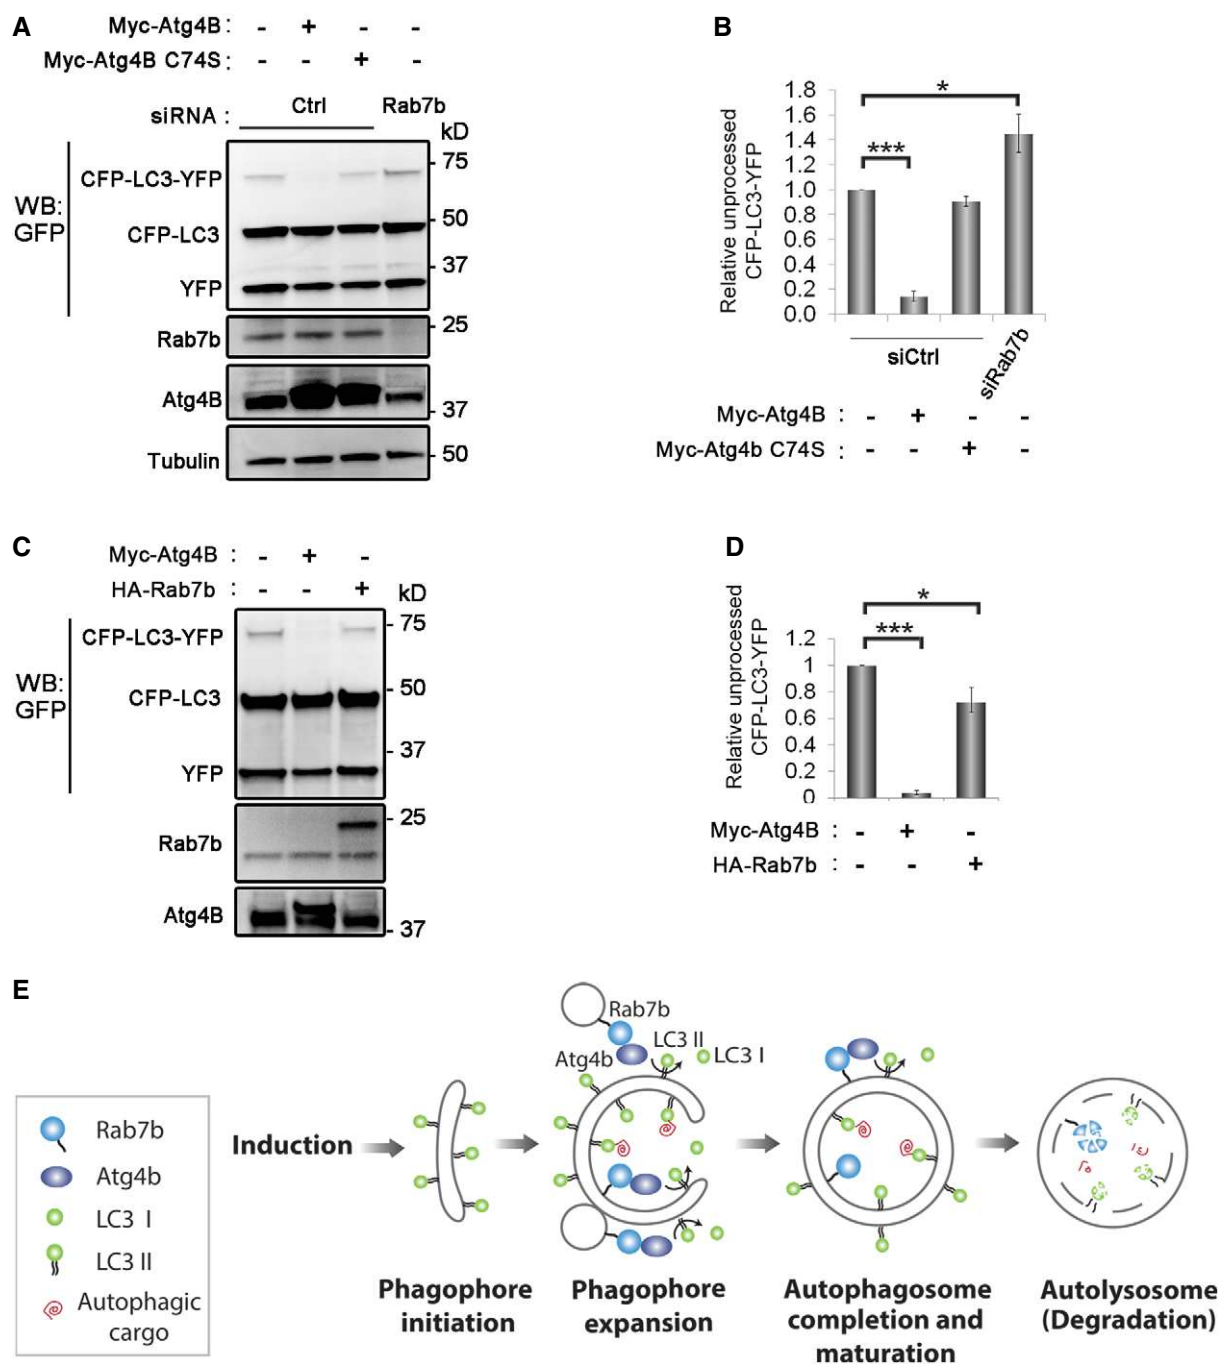 A
Myc-Atg4B : - + - -
Myc-Atg4B C74S : - - + -
siRNA : Ctrl Rab7b
kD
WB: GFP
CFP-LC3-YFP
CFP-LC3
YFP
- 75
- 50
- 37
Rab7b
- 25
Atg4B
- 37
Tubulin
- 50
B
Relative unprocessed
CFP-LC3-YFP
1.8
1.6
1.4
1.2
1.0
0.8
0.6
0.4
0.2
0.0
***
*
siCtrl
siRab7b
Myc-Atg4B : - + - -
Myc-Atg4b C74S : - - + -
C
Myc-Atg4B : - + -
HA-Rab7b : - - +
kD
WB:
GFP
CFP-LC3-YFP
CFP-LC3
YFP
- 75
- 50
- 37
Rab7b
- 25
Atg4B
- 37
D
Relative unprocessed
CFP-LC3-YFP
1.2
1
0.8
0.6
0.4
0.2
0
***
*
Myc-Atg4B : - + -
HA-Rab7b : - - +
E
Rab7b
Atg4b
LC3 I
LC3 II
Autophagic
cargo
Induction
Rab7b
Atg4b
LC3 II
LC3 I
Phagophore
initiation
Phagophore
expansion
Autophagosome
completion and
maturation
Autolysosome
(Degradation)